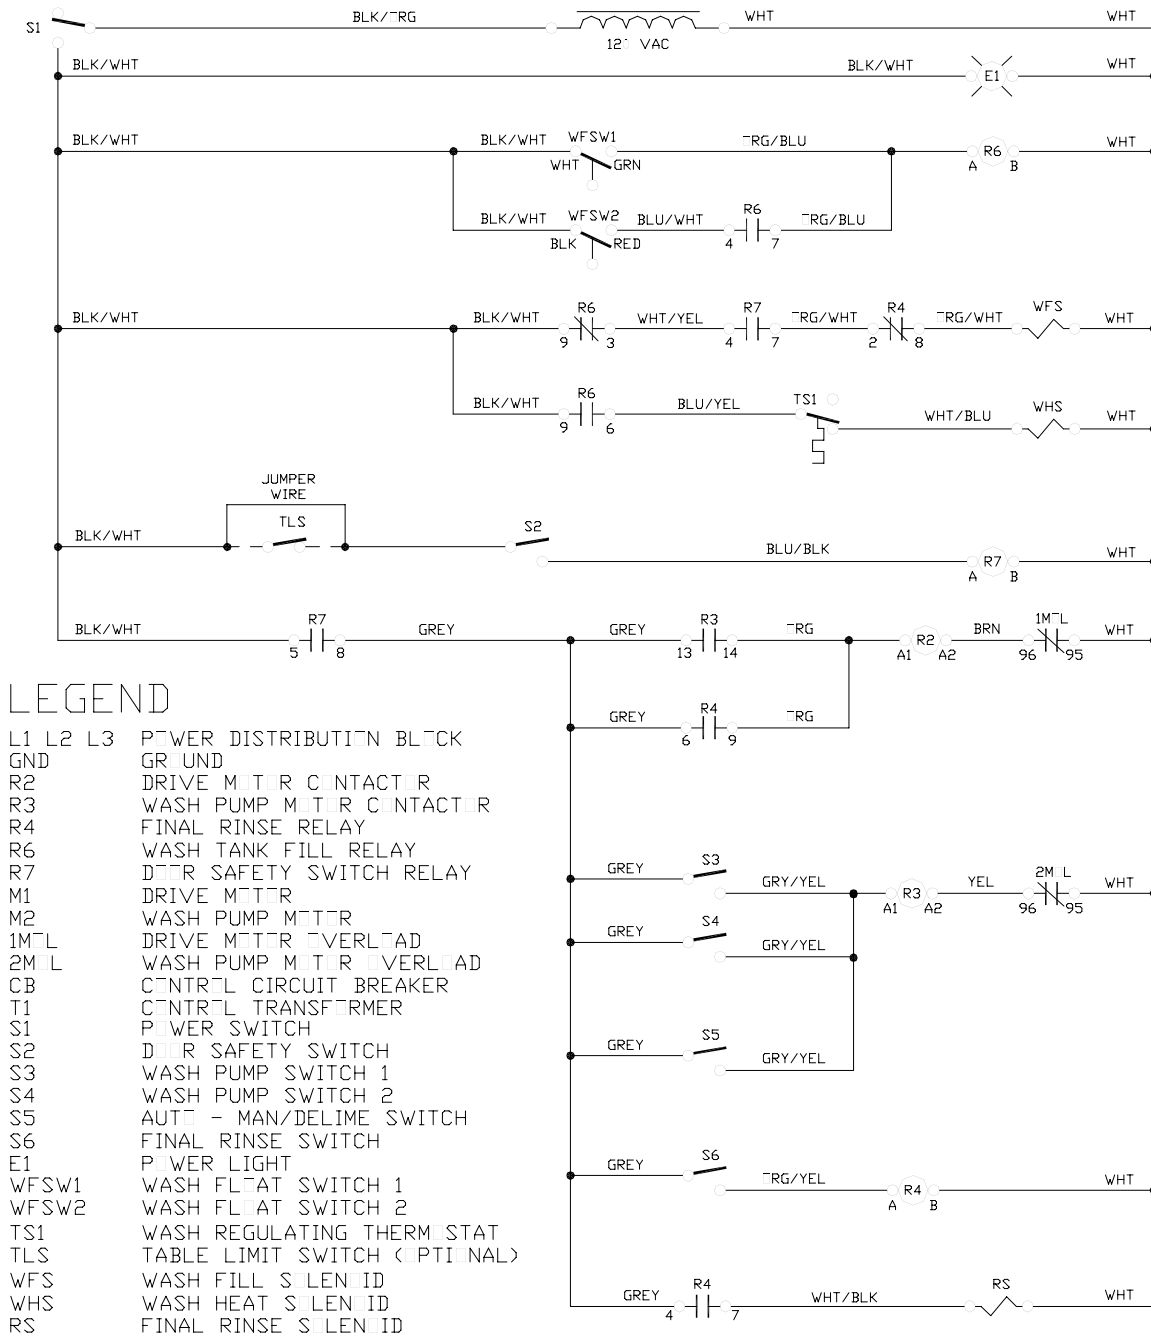 BLK/ORG WHT WHT
S1
120 VAC
BLK/WHT BLK/WHT E1 WHT
BLK/WHT BLK/WHT WFSW1 ORG/BLU R6 WHT
WHT GRN A B
BLK/WHT WFSW2 BLU/WHT R6 ORG/BLU
BLK RED 4 7
BLK/WHT BLK/WHT R6 WHT/YEL R7 ORG/WHT R4 ORG/WHT WFS WHT
9 3 4 7 2 8
BLK/WHT R6 BLU/YEL TS1 WHT/BLU WHS WHT
9 6
JUMPER
WIRE
TLS S2
BLK/WHT BLU/BLK R7 WHT
A B
BLK/WHT R7 GREY GREY R3 ORG R2 BRN 1MOL WHT
5 8 13 14 A1 A2 96 95
GREY R4 ORG
6 9
GREY S3 GRY/YEL R3 YEL 2MOL WHT
A1 A2 96 95
GREY S4 GRY/YEL
GREY S5 GRY/YEL
GREY S6 ORG/YEL R4 WHT
A B
GREY R4 WHT/BLK RS WHT
4 7
LEGEND
L1 L2 L3 POWER DISTRIBUTION BLOCK
GND GROUND
R2 DRIVE MOTOR CONTACTOR
R3 WASH PUMP MOTOR CONTACTOR
R4 FINAL RINSE RELAY
R6 WASH TANK FILL RELAY
R7 DOOR SAFETY SWITCH RELAY
M1 DRIVE MOTOR
M2 WASH PUMP MOTOR
1MOL DRIVE MOTOR OVERLOAD
2MOL WASH PUMP MOTOR OVERLOAD
CB CONTROL CIRCUIT BREAKER
T1 CONTROL TRANSFORMER
S1 POWER SWITCH
S2 DOOR SAFETY SWITCH
S3 WASH PUMP SWITCH 1
S4 WASH PUMP SWITCH 2
S5 AUTO - MAN/DELIME SWITCH
S6 FINAL RINSE SWITCH
E1 POWER LIGHT
WFSW1 WASH FLOAT SWITCH 1
WFSW2 WASH FLOAT SWITCH 2
TS1 WASH REGULATING THERMOSTAT
TLS TABLE LIMIT SWITCH (OPTIONAL)
WFS WASH FILL SOLENOID
WHS WASH HEAT SOLENOID
RS FINAL RINSE SOLENOID